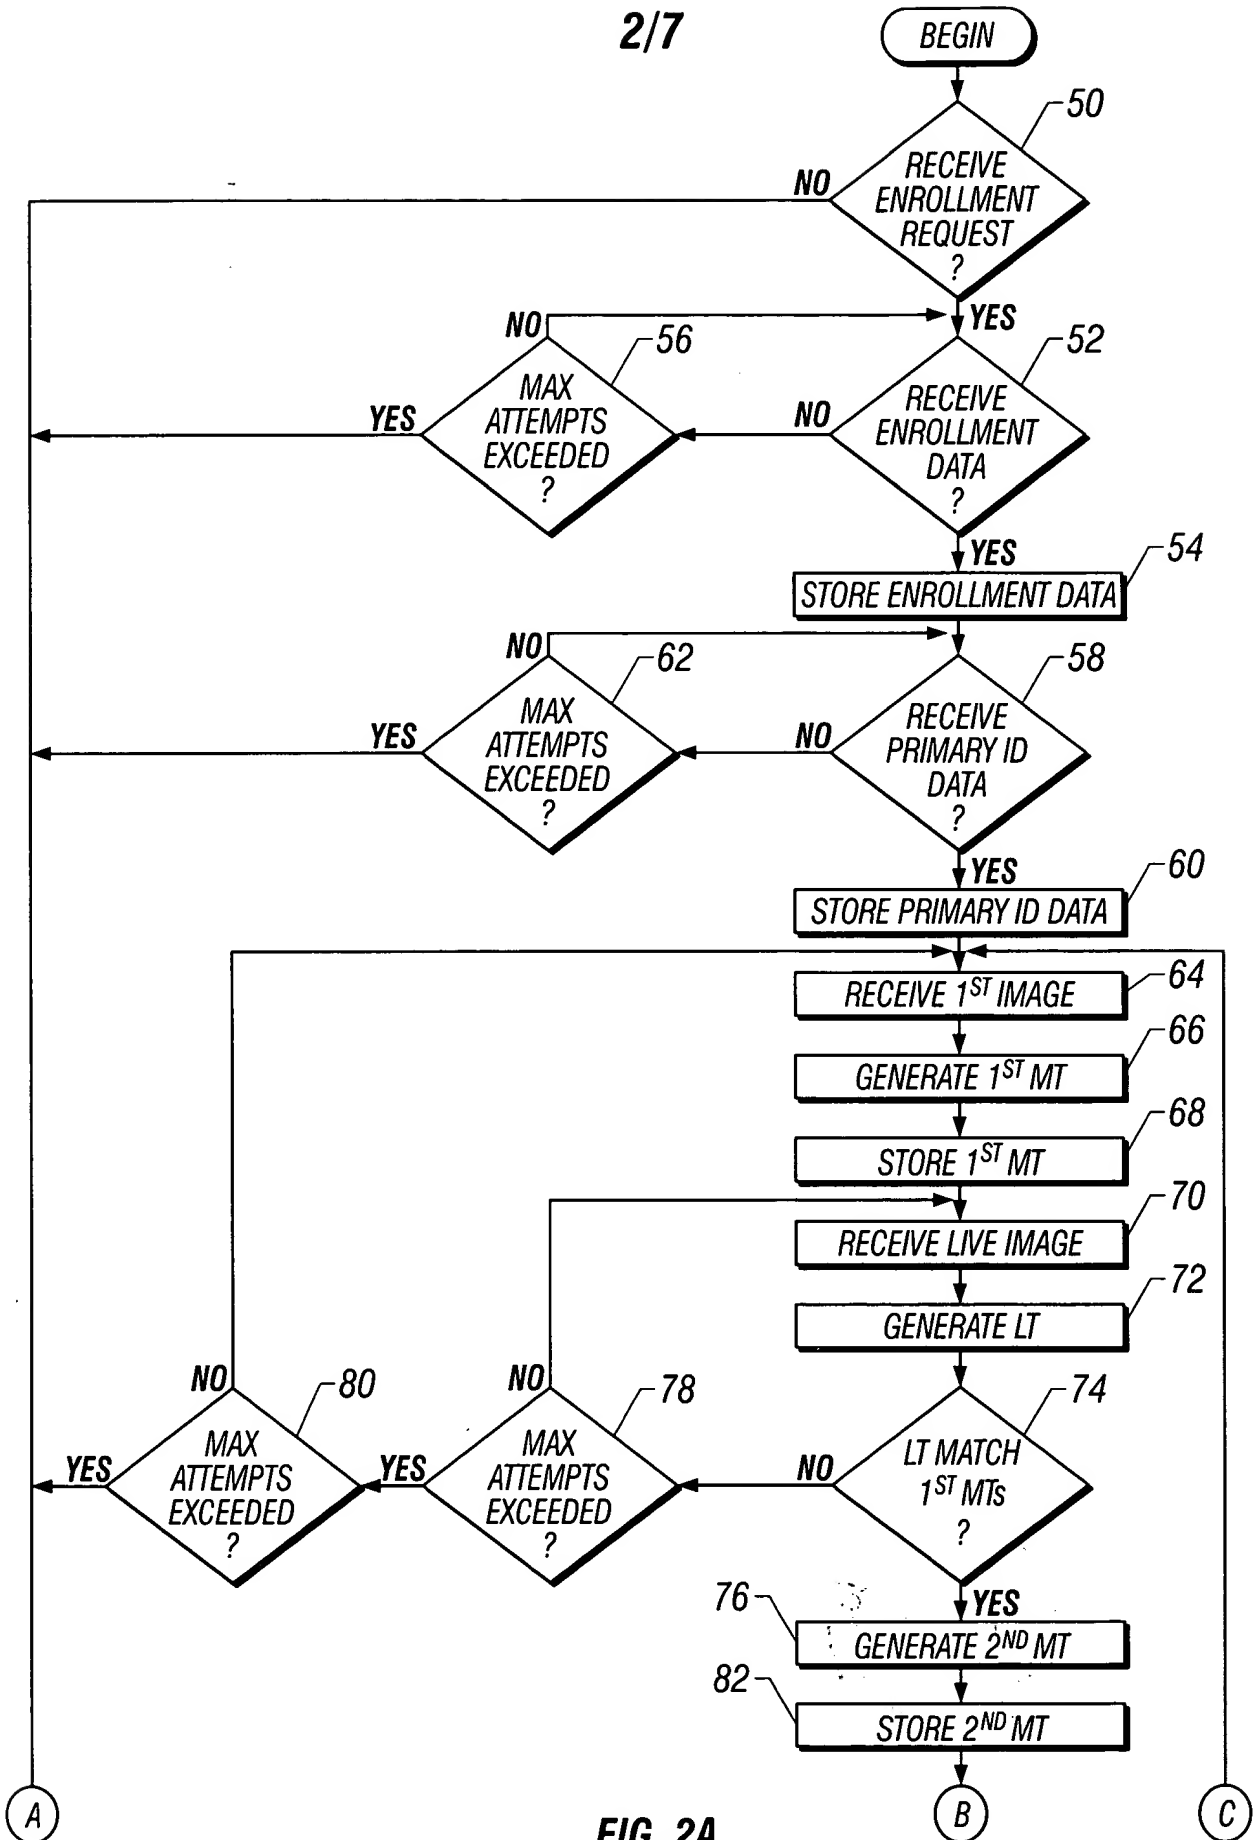 2/7
BEGIN
50
RECEIVE
ENROLLMENT
REQUEST
?
NO
YES
52
RECEIVE
ENROLLMENT
DATA
?
NO
56
MAX
ATTEMPTS
EXCEEDED
?
NO
YES
YES
54
STORE ENROLLMENT DATA
58
RECEIVE
PRIMARY ID
DATA
?
NO
62
MAX
ATTEMPTS
EXCEEDED
?
NO
YES
YES
60
STORE PRIMARY ID DATA
64
RECEIVE 1ST IMAGE
66
GENERATE 1ST MT
68
STORE 1ST MT
70
RECEIVE LIVE IMAGE
72
GENERATE LT
74
LT MATCH
1ST MTs
?
NO
78
MAX
ATTEMPTS
EXCEEDED
?
NO
YES
80
MAX
ATTEMPTS
EXCEEDED
?
NO
YES
YES
76
GENERATE 2ND MT
82
STORE 2ND MT
A
B
C
FIG. 2A